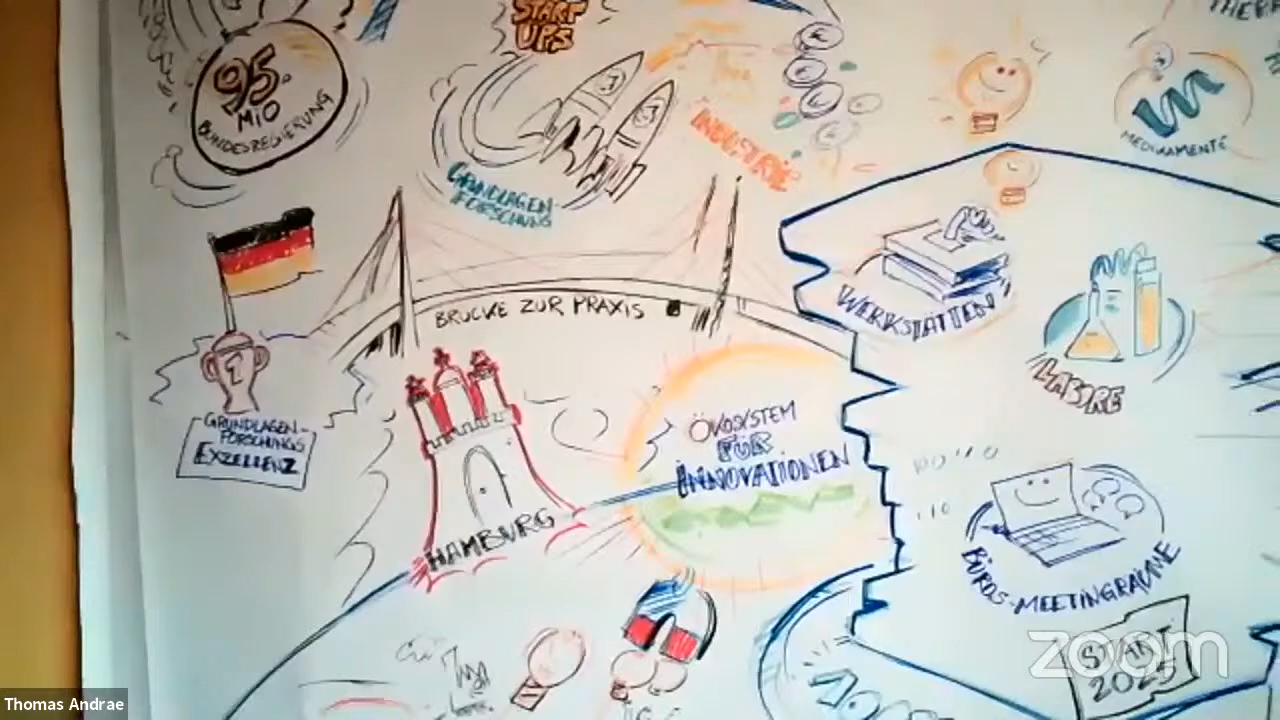 START
UPS
95
MIO
BUNDESREGIERUNG
GRUNDLAGEN
FORSCHUNG
INDUSTRIE
MEDIKAMENTE
BRÜCKE ZUR PRAXIS
WERKSTÄTTEN
LABORE
GRUNDLAGEN-
FORSCHUNGS
EXZELLENZ
HAMBURG
ÖKOSYSTEM
FÜR
INNOVATIONEN
BÜROS-MEETINGRÄUME
START
2025
zoom
Thomas Andrae